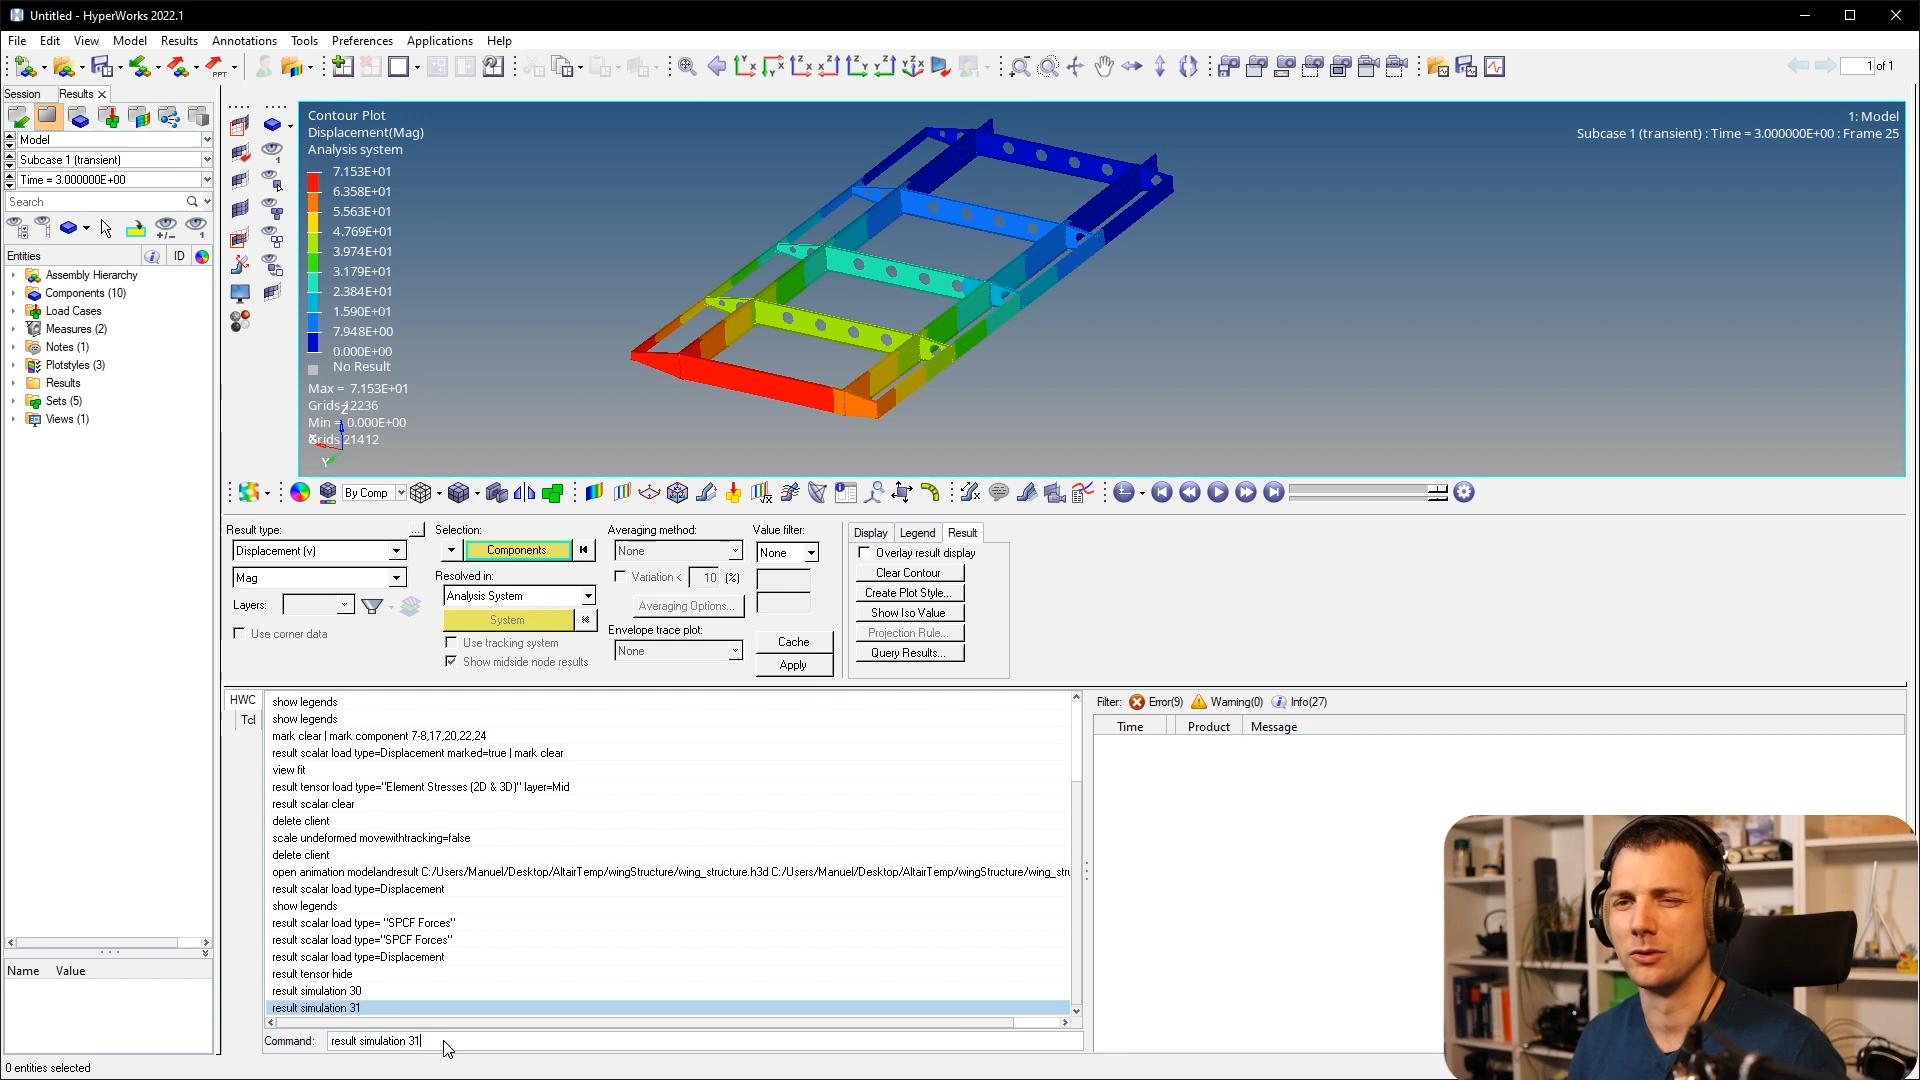 Untitled - HyperWorks 2022.1
File Edit View Model Results Annotations Tools Preferences Applications Help
PPT
1 of 1
Session Results
Model
Subcase 1 (transient)
Time = 3.000000E+00
Search
Entities ID
Assembly Hierarchy
Components (10)
Load Cases
Measures (2)
Notes (1)
Plotstyles (3)
Results
Sets (5)
Views (1)
Name Value
Contour Plot
Displacement(Mag)
Analysis system
7.153E+01
6.358E+01
5.563E+01
4.769E+01
3.974E+01
3.179E+01
2.384E+01
1.590E+01
7.948E+00
0.000E+00
No Result
Max = 7.153E+01
Grids 12236
Min = 0.000E+00
Grids 21412
Z
X
Y
1: Model
Subcase 1 (transient) : Time = 3.000000E+00 : Frame 25
By Comp
Result type:
Displacement (v)
Mag
Layers:
Use corner data
Selection:
Components
Resolved in:
Analysis System
System
Use tracking system
Show midside node results
Averaging method:
None
Variation < 10 (%)
Averaging Options...
Envelope trace plot:
None
Value filter:
None
Cache
Apply
Display Legend Result
Overlay result display
Clear Contour
Create Plot Style...
Show Iso Value
Projection Rule...
Query Results...
HWC
Tcl
show legends
show legends
mark clear | mark component 7-8,17,20,22,24
result scalar load type=Displacement marked=true | mark clear
view fit
result tensor load type="Element Stresses (2D & 3D)" layer=Mid
result scalar clear
delete client
scale undeformed movewithtracking=false
delete client
open animation modelandresult C:/Users/Manuel/Desktop/AltairTemp/wingStructure/wing_structure.h3d C:/Users/Manuel/Desktop/AltairTemp/wingStructure/wing_stru
result scalar load type=Displacement
show legends
result scalar load type= "SPCF Forces"
result scalar load type="SPCF Forces"
result scalar load type=Displacement
result tensor hide
result simulation 30
result simulation 31
Command: result simulation 31
Filter: Error(9) Warning(0) Info(27)
Time Product Message
0 entities selected